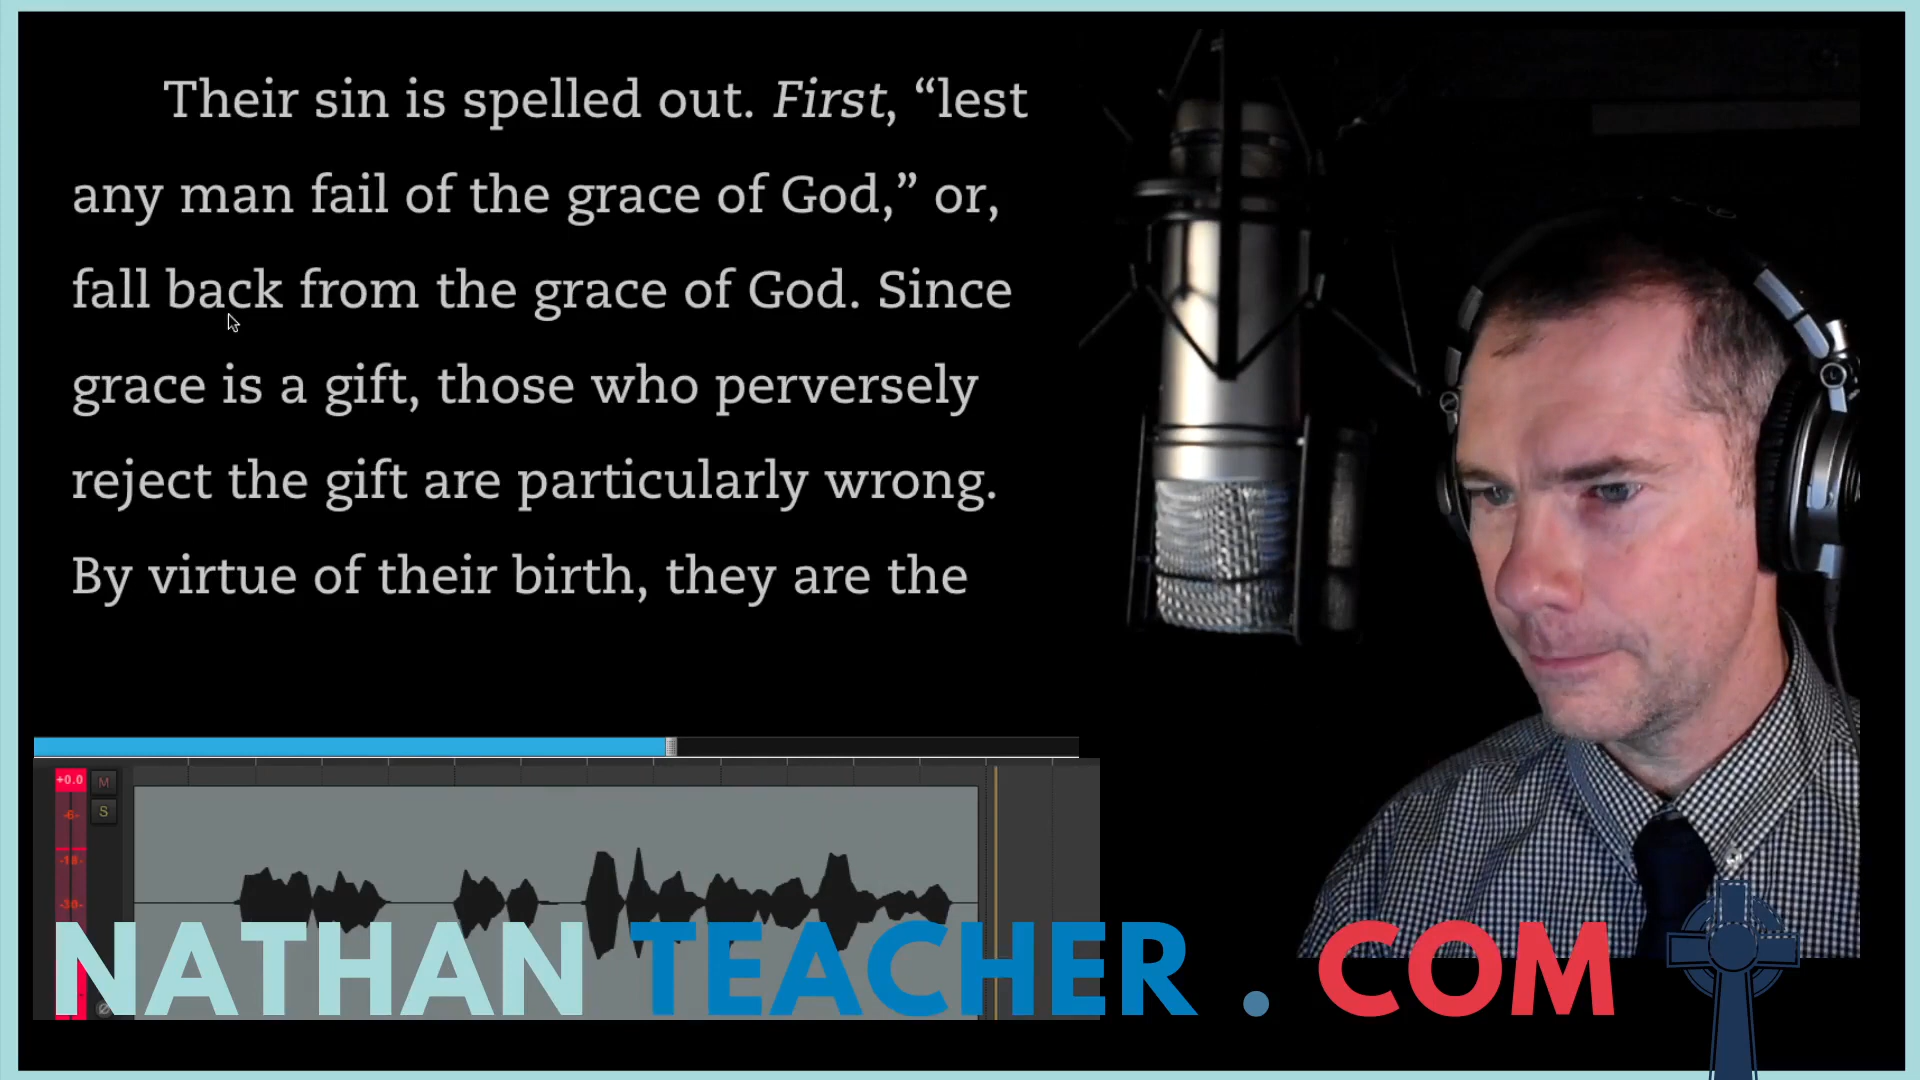 Their sin is spelled out. First, “lest
any man fail of the grace of God,” or,
fall back from the grace of God. Since
grace is a gift, those who perversely
reject the gift are particularly wrong.
By virtue of their birth, they are the
+0.0 M
-6- S
-18-
-30-
NATHAN TEACHER . COM